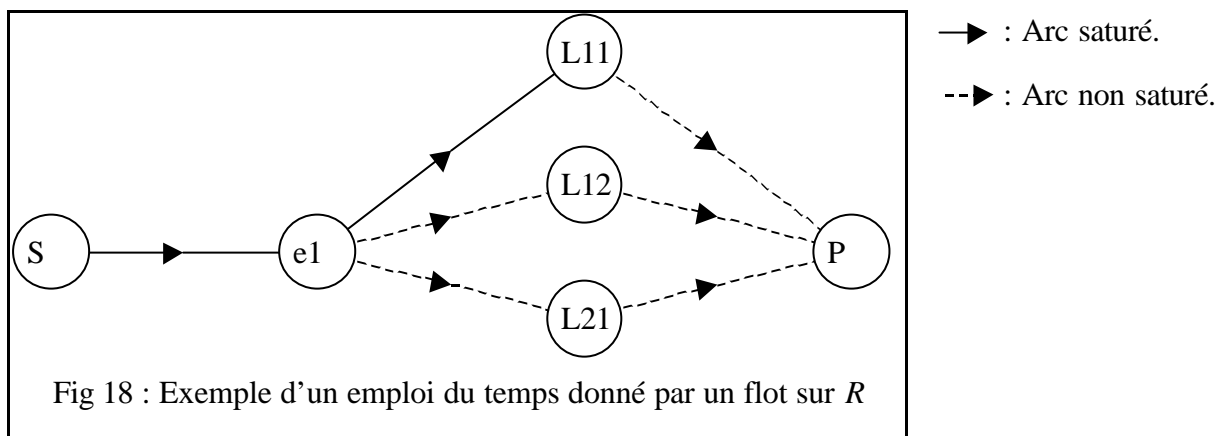 L11
: Arc saturé.
: Arc non saturé.
L12
S
e1
P
L21
Fig 18 : Exemple d'un emploi du temps donné par un flot sur R